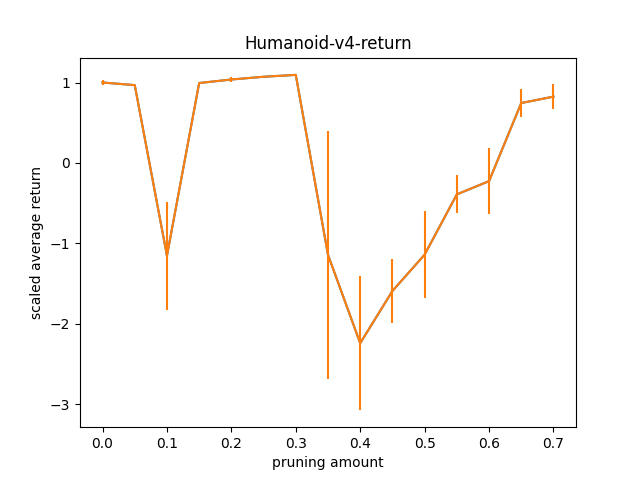 Humanoid-v4-return
scaled average return
1
0
−1
−2
−3
0.0 0.1 0.2 0.3 0.4 0.5 0.6 0.7
pruning amount